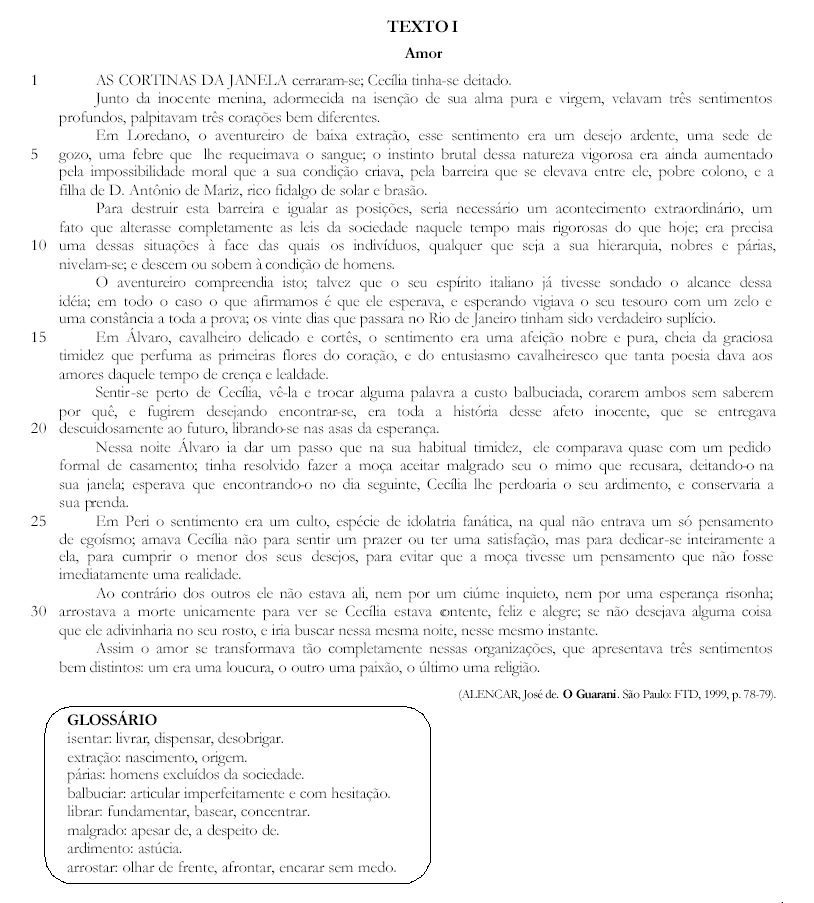 TEXTO I
Amor
1 AS CORTINAS DA JANELA cerraram-se; Cecília tinha-se deitado.
Junto da inocente menina, adormecida na isenção de sua alma pura e virgem, velavam três sentimentos
profundos, palpitavam três corações bem diferentes.
Em Loredano, o aventureiro de baixa extração, esse sentimento era um desejo ardente, uma sede de
5 gozo, uma febre que lhe requeimava o sangue; o instinto brutal dessa natureza vigorosa era ainda aumentado
pela impossibilidade moral que a sua condição criava, pela barreira que se elevava entre ele, pobre colono, e a
filha de D. Antônio de Mariz, rico fidalgo de solar e brasão.
Para destruir esta barreira e igualar as posições, seria necessário um acontecimento extraordinário, um
fato que alterasse completamente as leis da sociedade naquele tempo mais rigorosas do que hoje; era precisa
10 uma dessas situações à face das quais os indivíduos, qualquer que seja a sua hierarquia, nobres e párias,
nivelam-se; e descem ou sobem à condição de homens.
O aventureiro compreendia isto; talvez que o seu espírito italiano já tivesse sondado o alcance dessa
idéia; em todo o caso o que afirmamos é que ele esperava, e esperando vigiava o seu tesouro com um zelo e
uma constância a toda a prova; os vinte dias que passara no Rio de Janeiro tinham sido verdadeiro suplício.
15 Em Álvaro, cavalheiro delicado e cortês, o sentimento era uma afeição nobre e pura, cheia da graciosa
timidez que perfuma as primeiras flores do coração, e do entusiasmo cavalheiresco que tanta poesia dava aos
amores daquele tempo de crença e lealdade.
Sentir-se perto de Cecília, vê-la e trocar alguma palavra a custo balbuciada, corarem ambos sem saberem
por quê, e fugirem desejando encontrar-se, era toda a história desse afeto inocente, que se entregava
20 descuidosamente ao futuro, librando-se nas asas da esperança.
Nessa noite Álvaro ia dar um passo que na sua habitual timidez, ele comparava quase com um pedido
formal de casamento; tinha resolvido fazer a moça aceitar malgrado seu o mimo que recusara, deitando-o na
sua janela; esperava que encontrando-o no dia seguinte, Cecília lhe perdoaria o seu ardimento, e conservaria a
sua prenda.
25 Em Peri o sentimento era um culto, espécie de idolatria fanática, na qual não entrava um só pensamento
de egoísmo; amava Cecília não para sentir um prazer ou ter uma satisfação, mas para dedicar-se inteiramente a
ela, para cumprir o menor dos seus desejos, para evitar que a moça tivesse um pensamento que não fosse
imediatamente uma realidade.
Ao contrário dos outros ele não estava ali, nem por um ciúme inquieto, nem por uma esperança risonha;
30 arrostava a morte unicamente para ver se Cecília estava contente, feliz e alegre; se não desejava alguma coisa
que ele adivinharia no seu rosto, e iria buscar nessa mesma noite, nesse mesmo instante.
Assim o amor se transformava tão completamente nessas organizações, que apresentava três sentimentos
bem distintos: um era uma loucura, o outro uma paixão, o último uma religião.
(ALENCAR, José de. O Guarani. São Paulo: FTD, 1999, p. 78-79).
GLOSSÁRIO
isentar: livrar, dispensar, desobrigar.
extração: nascimento, origem.
párias: homens excluídos da sociedade.
balbuciar: articular imperfeitamente e com hesitação.
librar: fundamentar, basear, concentrar.
malgrado: apesar de, a despeito de.
ardimento: astúcia.
arrostar: olhar de frente, afrontar, encarar sem medo.